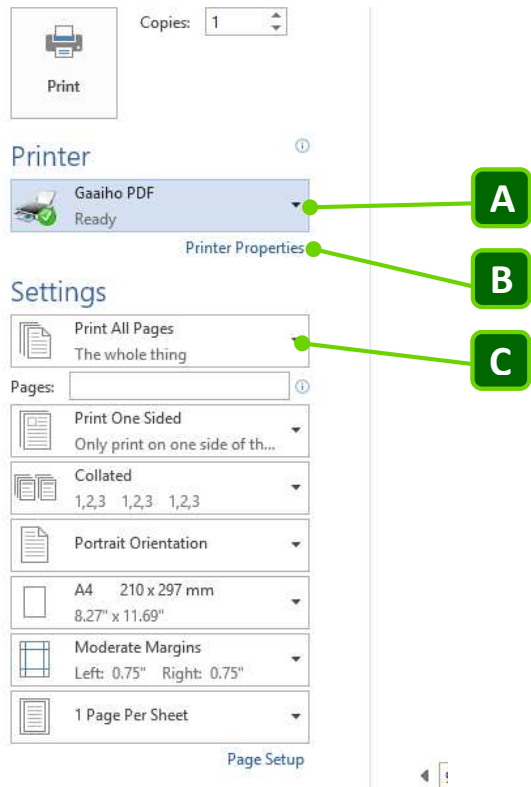 Copies: 1
Print
Printer
Gaaiho PDF
Ready
A
Printer Properties
B
Settings
Print All Pages
The whole thing
C
Pages:
Print One Sided
Only print on one side of th...
Collated
1,2,3 1,2,3 1,2,3
Portrait Orientation
A4 210 x 297 mm
8.27" x 11.69"
Moderate Margins
Left: 0.75" Right: 0.75"
1 Page Per Sheet
Page Setup